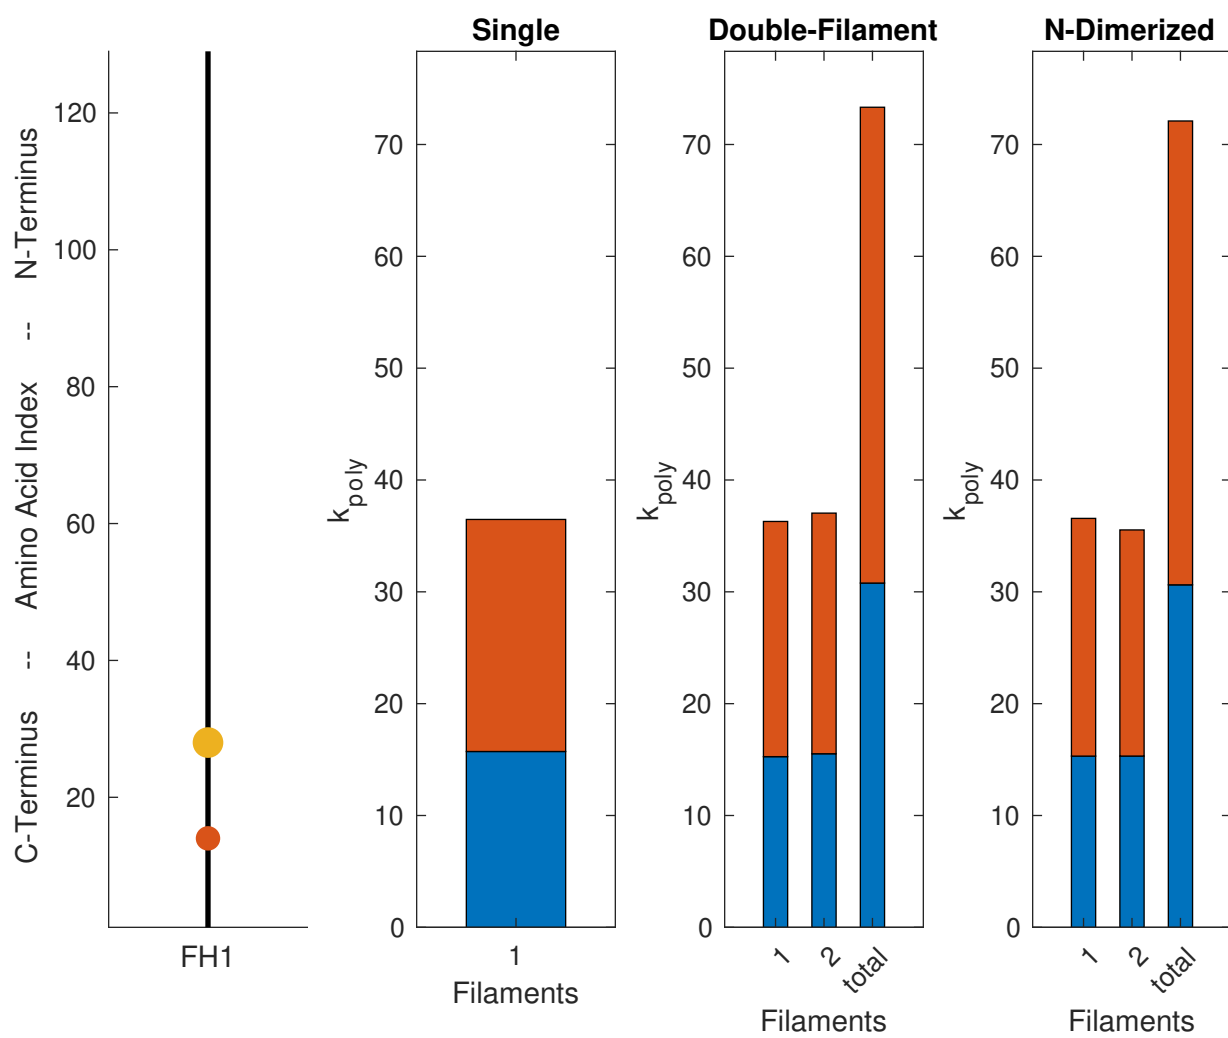 Single
Double-Filament
N-Dimerized
C-Terminus -- Amino Acid Index -- N-Terminus
120
100
80
60
40
20
FH1
k_poly
70
60
50
40
30
20
10
0
1
Filaments
k_poly
70
60
50
40
30
20
10
0
1
2
total
Filaments
k_poly
70
60
50
40
30
20
10
0
1
2
total
Filaments